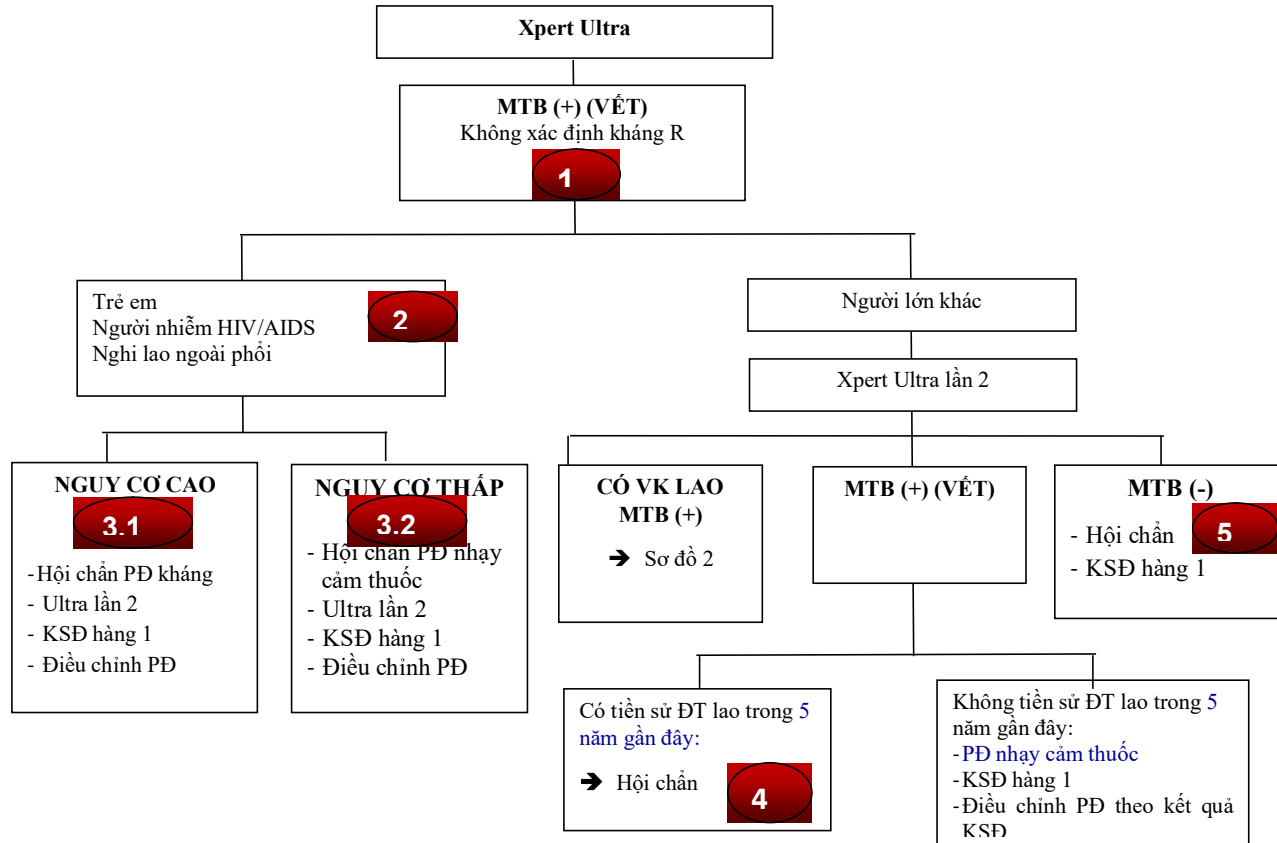 Xpert Ultra
MTB (+) (VẾT)
Không xác định kháng R
1
Trẻ em
Người nhiễm HIV/AIDS
Nghi lao ngoài phổi
2
Người lớn khác
Xpert Ultra lần 2
NGUY CƠ CAO
3.1
-Hội chẩn PĐ kháng
- Ultra lần 2
- KSĐ hàng 1
- Điều chỉnh PĐ
NGUY CƠ THẤP
3.2
- Hội chẩn PĐ nhạy
cảm thuốc
- Ultra lần 2
- KSĐ hàng 1
- Điều chỉnh PĐ
CÓ VK LAO
MTB (+)
➔ Sơ đồ 2
MTB (+) (VẾT)
MTB (-)
- Hội chẩn
- KSĐ hàng 1
5
Có tiền sử ĐT lao trong 5
năm gần đây:
➔ Hội chẩn
4
Không tiền sử ĐT lao trong 5
năm gần đây:
-PĐ nhạy cảm thuốc
-KSĐ hàng 1
-Điều chỉnh PĐ theo kết quả
KSĐ